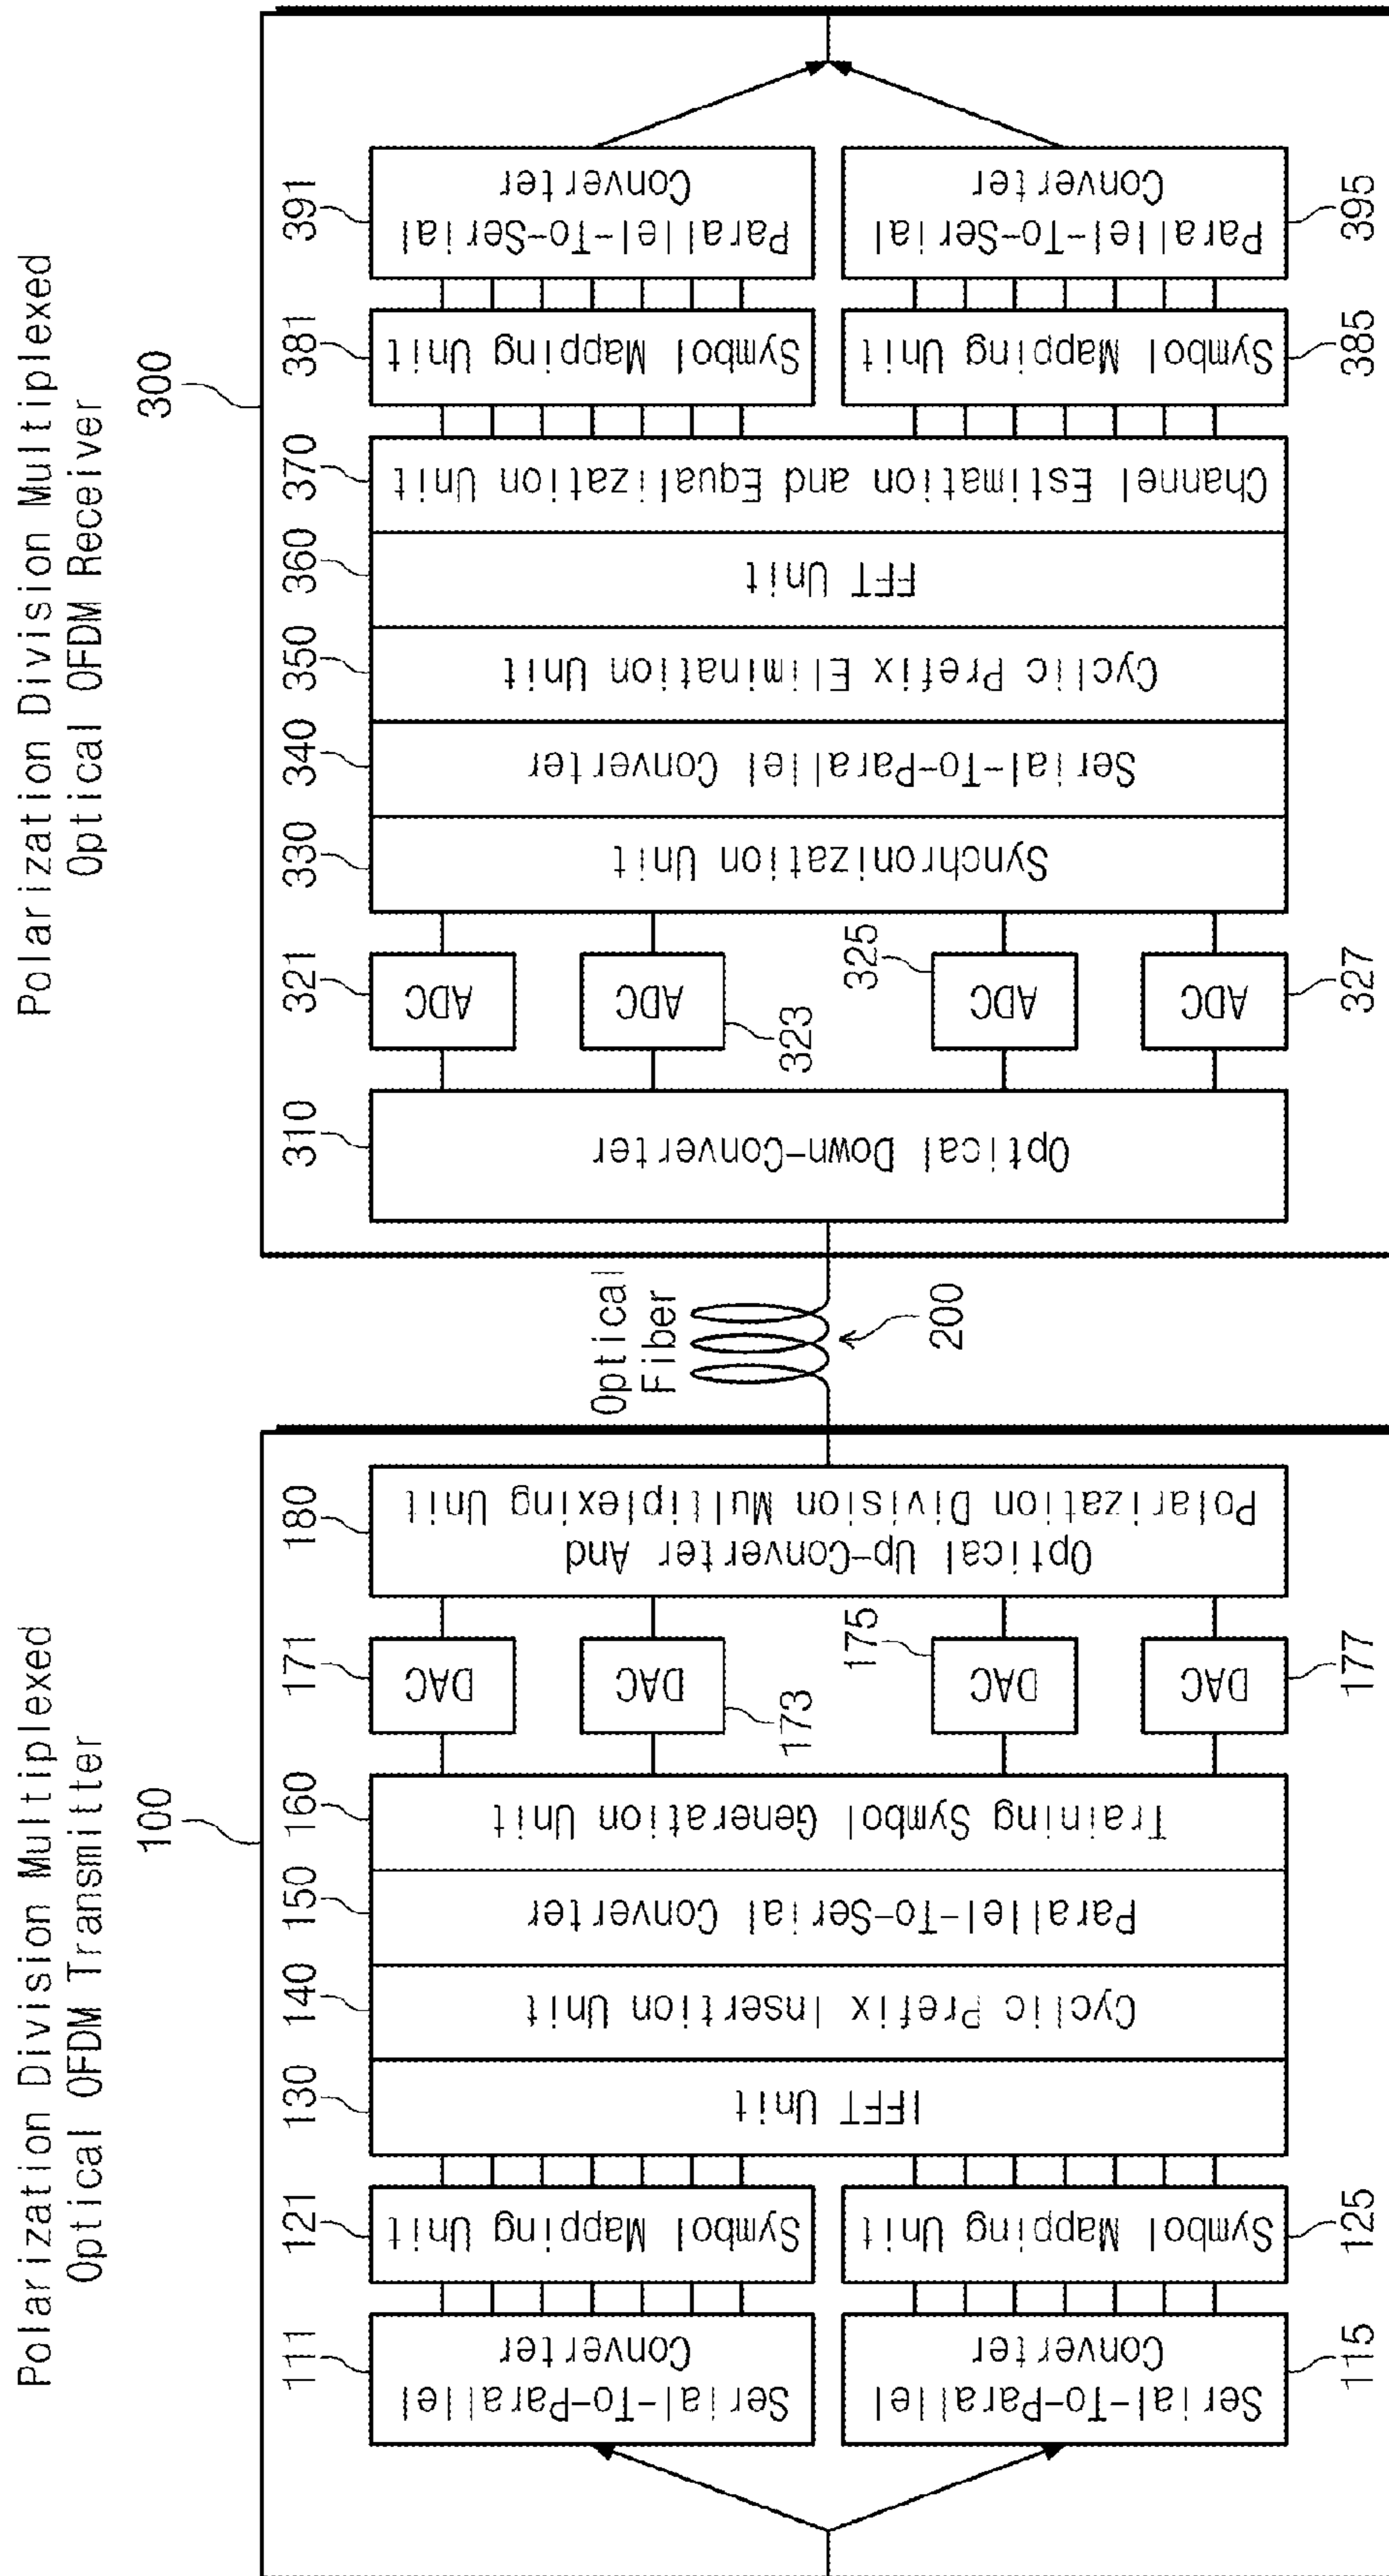 Polarization Division Multiplexed
Optical OFDM Transmitter
100
111
Serial-To-Parallel
Converter
115
Serial-To-Parallel
Converter
121
Symbol Mapping Unit
125
Symbol Mapping Unit
130
IFFT Unit
140
Cyclic Prefix Insertion Unit
150
Parallel-To-Serial Converter
160
Training Symbol Generation Unit
171
DAC
173
DAC
175
DAC
177
DAC
180
Optical Up-Converter And
Polarization Division Multiplexing Unit
Optical
Fiber
200
Polarization Division Multiplexed
Optical OFDM Receiver
300
310
Optical Down-Converter
321
ADC
323
ADC
325
ADC
327
ADC
330
Synchronization Unit
340
Serial-To-Parallel Converter
350
Cyclic Prefix Elimination Unit
360
FFT Unit
370
Channel Estimation and Equalization Unit
381
Symbol Mapping Unit
385
Symbol Mapping Unit
391
Parallel-To-Serial
Converter
395
Parallel-To-Serial
Converter